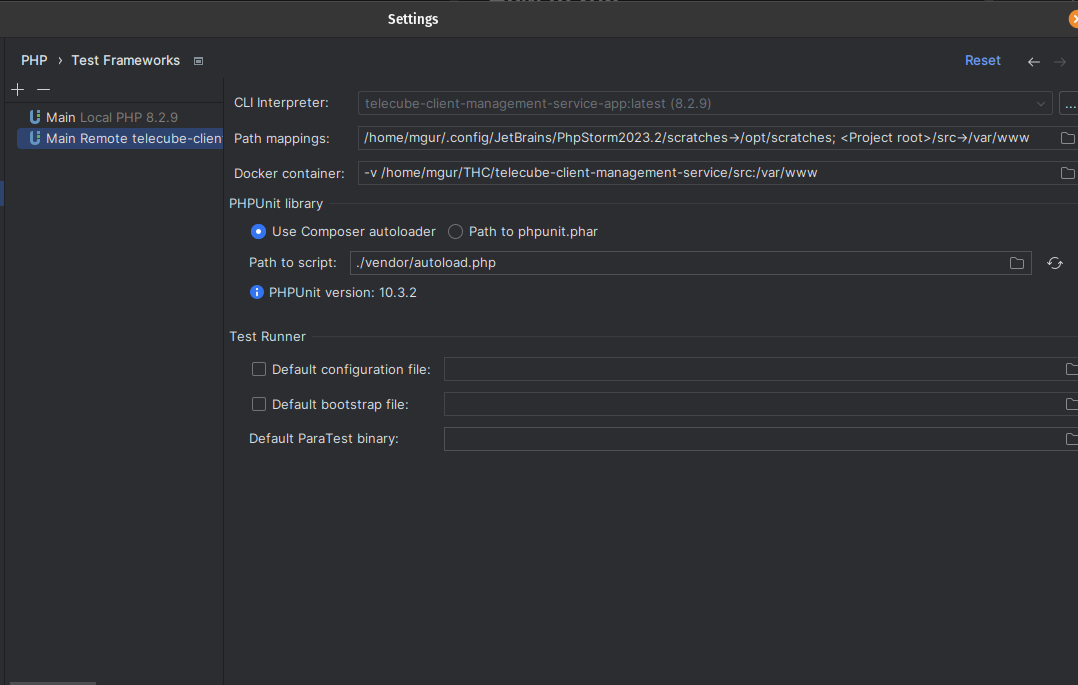 Settings
PHP › Test Frameworks
Reset
Main Local PHP 8.2.9
Main Remote telecube-clien
CLI Interpreter: telecube-client-management-service-app:latest (8.2.9)
...
Path mappings: /home/mgur/.config/JetBrains/PhpStorm2023.2/scratches→/opt/scratches; <Project root>/src→/var/www
Docker container: -v /home/mgur/THC/telecube-client-management-service/src:/var/www
PHPUnit library
Use Composer autoloader Path to phpunit.phar
Path to script: ./vendor/autoload.php
PHPUnit version: 10.3.2
Test Runner
Default configuration file:
Default bootstrap file:
Default ParaTest binary: